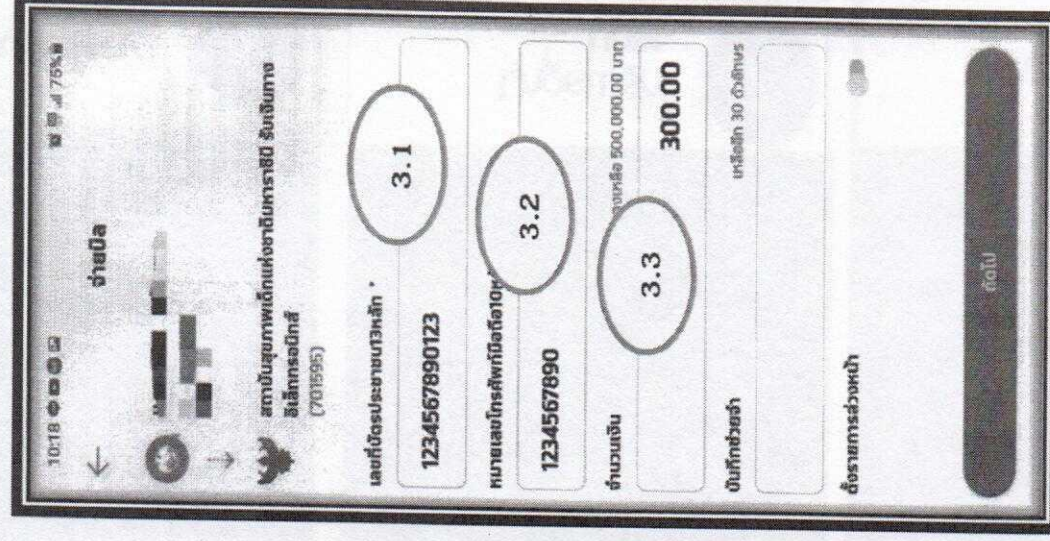 10:18
75%
จ่ายบิล
สถาบันสุขภาพเด็กแห่งชาติมหาราชินี รับเงินทาง
อิเล็กทรอนิกส์
(701595)
เลขที่บัตรประชาชน13หลัก *
1234567890123
3.1
หมายเลขโทรศัพท์มือถือ10
1234567890
3.2
จำนวนเงิน
คงเหลือ 500,000.00 บาท
3.3
300.00
บันทึกช่วยจำ
เหลืออีก 30 ตัวอักษร
ตั้งรายการล่วงหน้า
ถัดไป